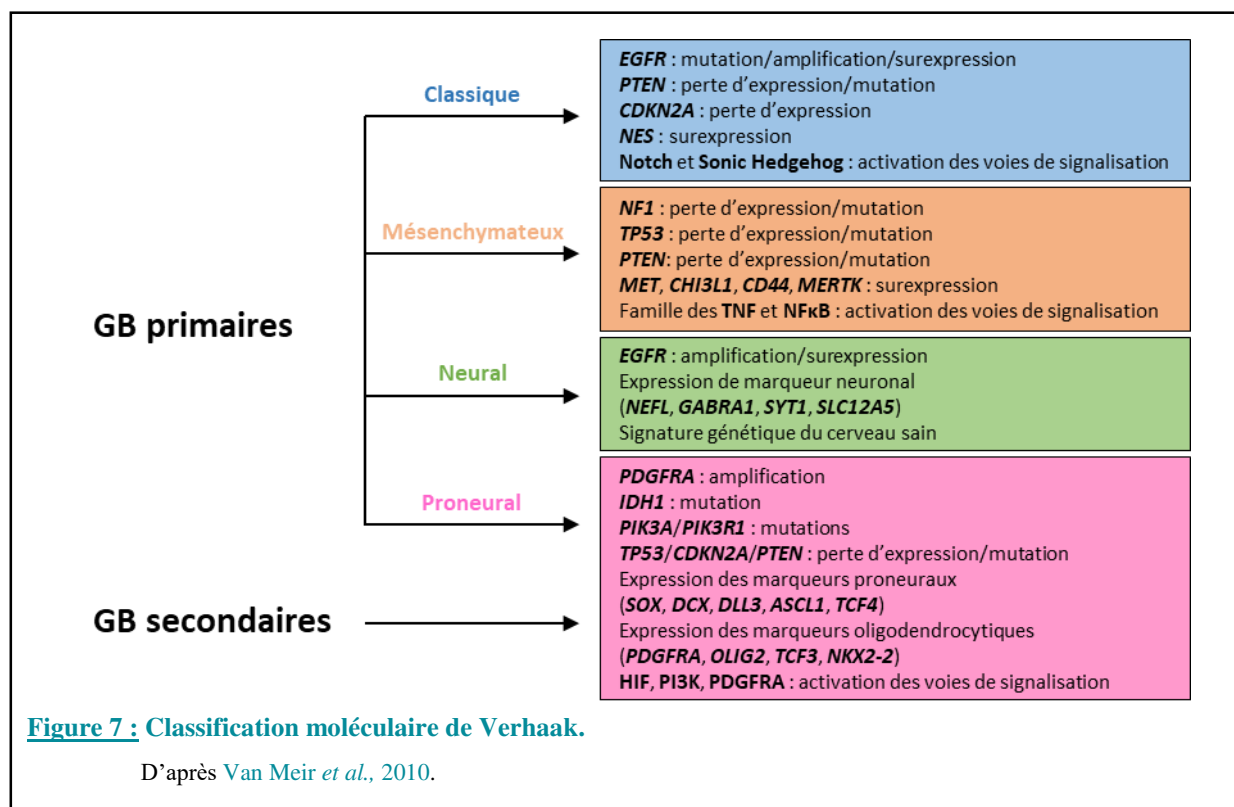 Classique
EGFR : mutation/amplification/surexpression
PTEN : perte d'expression/mutation
CDKN2A : perte d'expression
NES : surexpression
Notch et Sonic Hedgehog : activation des voies de signalisation
Mésenchymateux
NF1 : perte d'expression/mutation
TP53 : perte d'expression/mutation
PTEN: perte d'expression/mutation
MET, CHI3L1, CD44, MERTK : surexpression
Famille des TNF et NFκB : activation des voies de signalisation
GB primaires
Neural
EGFR : amplification/surexpression
Expression de marqueur neuronal
(NEFL, GABRA1, SYT1, SLC12A5)
Signature génétique du cerveau sain
Proneural
PDGFRA : amplification
IDH1 : mutation
PIK3A/PIK3R1 : mutations
TP53/CDKN2A/PTEN : perte d'expression/mutation
Expression des marqueurs proneuraux
(SOX, DCX, DLL3, ASCL1, TCF4)
Expression des marqueurs oligodendrocytiques
(PDGFRA, OLIG2, TCF3, NKX2-2)
HIF, PI3K, PDGFRA : activation des voies de signalisation
GB secondaires
Figure 7 : Classification moléculaire de Verhaak.
D'après Van Meir et al., 2010.